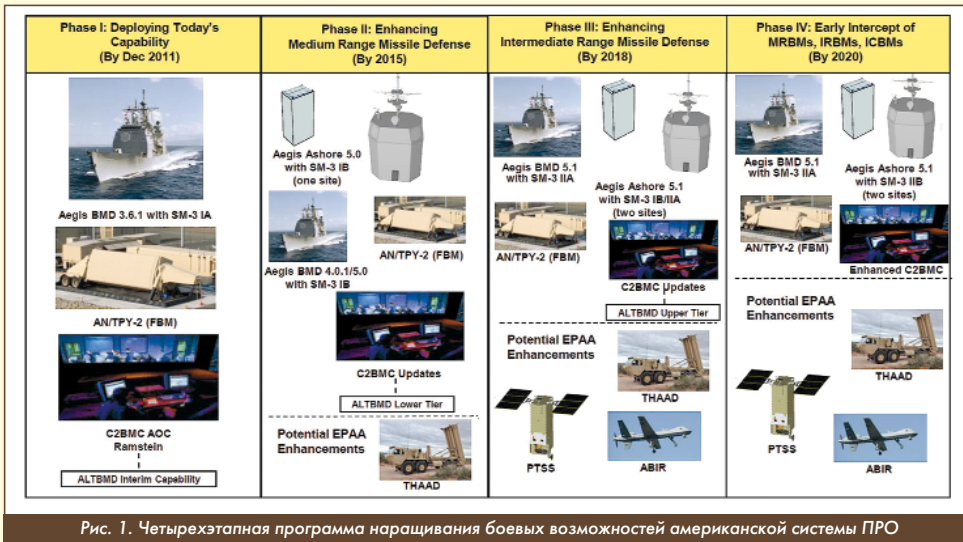 Phase I: Deploying Today's
Capability
(By Dec 2011)
Aegis BMD 3.6.1 with SM-3 IA
AN/TPY-2 (FBM)
C2BMC AOC
Ramstein
ALTBMD Interim Capability
Phase II: Enhancing
Medium Range Missile Defense
(By 2015)
Aegis Ashore 5.0
with SM-3 IB
(one site)
AN/TPY-2 (FBM)
Aegis BMD 4.0.1/5.0
with SM-3 IB
C2BMC Updates
ALTBMD Lower Tier
Potential EPAA
Enhancements
THAAD
Phase III: Enhancing
Intermediate Range Missile Defense
(By 2018)
Aegis BMD 5.1
with SM-3 IIA
Aegis Ashore 5.1
with SM-3 IB/IIA
(two sites)
AN/TPY-2 (FBM)
C2BMC Updates
ALTBMD Upper Tier
Potential EPAA
Enhancements
THAAD
PTSS
ABIR
Phase IV: Early Intercept of
MRBMs, IRBMs, ICBMs
(By 2020)
Aegis BMD 5.1
with SM-3 IIA
Aegis Ashore 5.1
with SM-3 IIB
(two sites)
AN/TPY-2 (FBM)
Enhanced C2BMC
Potential EPAA
Enhancements
THAAD
PTSS
ABIR
Рис. 1. Четырехэтапная программа наращивания боевых возможностей американской системы ПРО